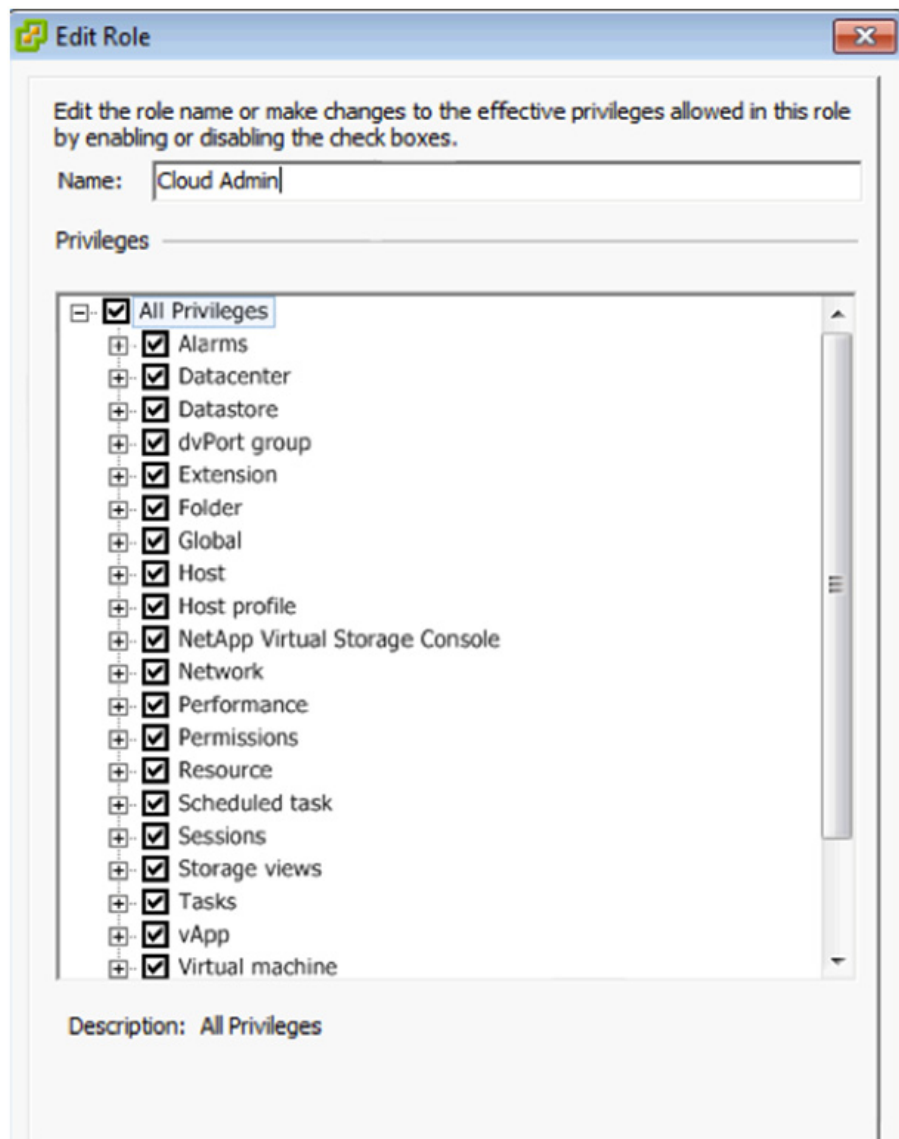 Edit Role
Edit the role name or make changes to the effective privileges allowed in this role
by enabling or disabling the check boxes.
Name: Cloud Admin
Privileges
All Privileges
Alarms
Datacenter
Datastore
dvPort group
Extension
Folder
Global
Host
Host profile
NetApp Virtual Storage Console
Network
Performance
Permissions
Resource
Scheduled task
Sessions
Storage views
Tasks
vApp
Virtual machine
Description: All Privileges